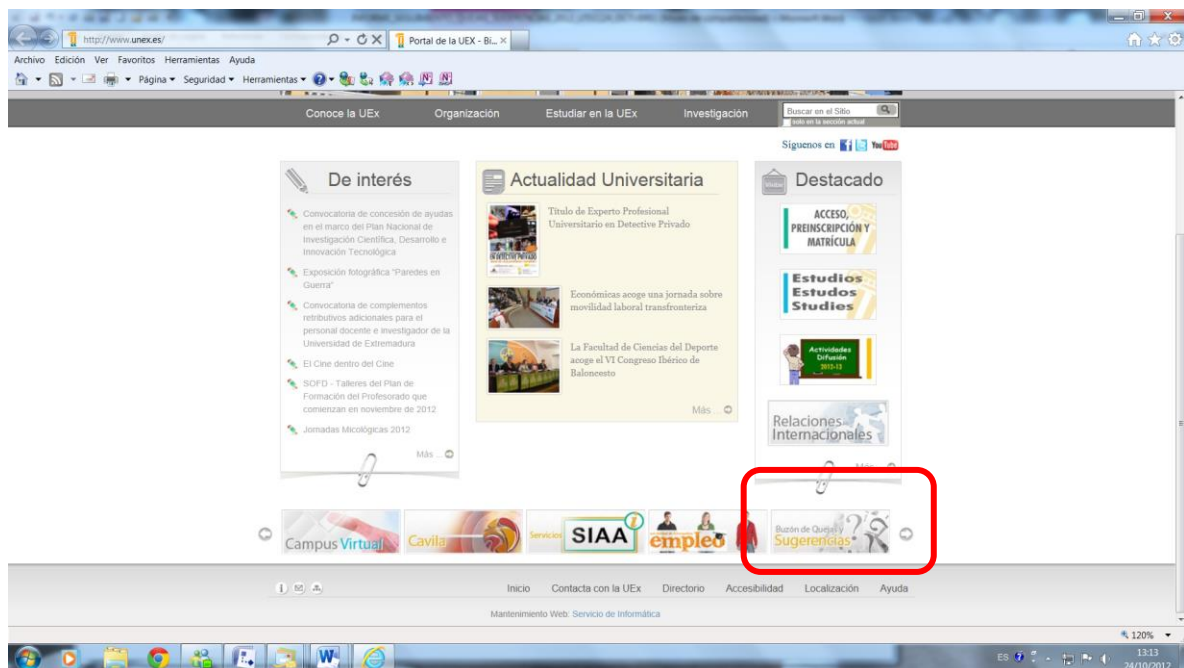 http://www.unex.es/
Portal de la UEX - Bi...
Archivo Edición Ver Favoritos Herramientas Ayuda
Página Seguridad Herramientas
Conoce la UEx Organización Estudiar en la UEx Investigación
Buscar en el Sitio
solo en la sección actual
Síguenos en YouTube
De interés
Convocatoria de concesión de ayudas
en el marco del Plan Nacional de
Investigación Científica, Desarrollo e
Innovación Tecnológica
Exposición fotográfica "Paredes en
Guerra"
Convocatoria de complementos
retributivos adicionales para el
personal docente e investigador de la
Universidad de Extremadura
El Cine dentro del Cine
SOFD - Talleres del Plan de
Formación del Profesorado que
comienzan en noviembre de 2012
Jornadas Micológicas 2012
Más ...
Actualidad Universitaria
Título de Experto Profesional
Universitario en Detective Privado
Económicas acoge una jornada sobre
movilidad laboral transfronteriza
La Facultad de Ciencias del Deporte
acoge el VI Congreso Ibérico de
Baloncesto
Más ...
Destacado
ACCESO,
PREINSCRIPCIÓN Y
MATRÍCULA
Estudios
Estudos
Studies
Actividades
Difusión
2012-13
Relaciones
Internacionales
Más ...
Campus Virtual
Cavila
Servicios SIAA
empleo
Buzón de Quejas y
Sugerencias
Inicio Contacta con la UEx Directorio Accesibilidad Localización Ayuda
Mantenimiento Web: Servicio de Informática
120%
ES
13:13
24/10/2012